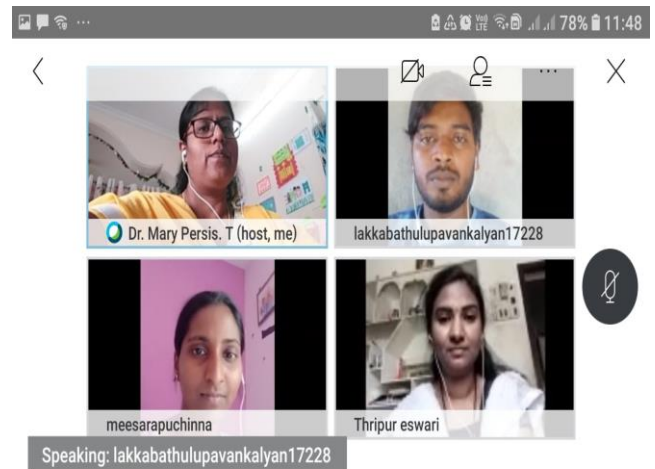 78% 11:48
Dr. Mary Persis. T (host, me)
lakkabathulupavankalyan17228
meesarapuchinna
Thripur eswari
Speaking: lakkabathulupavankalyan17228